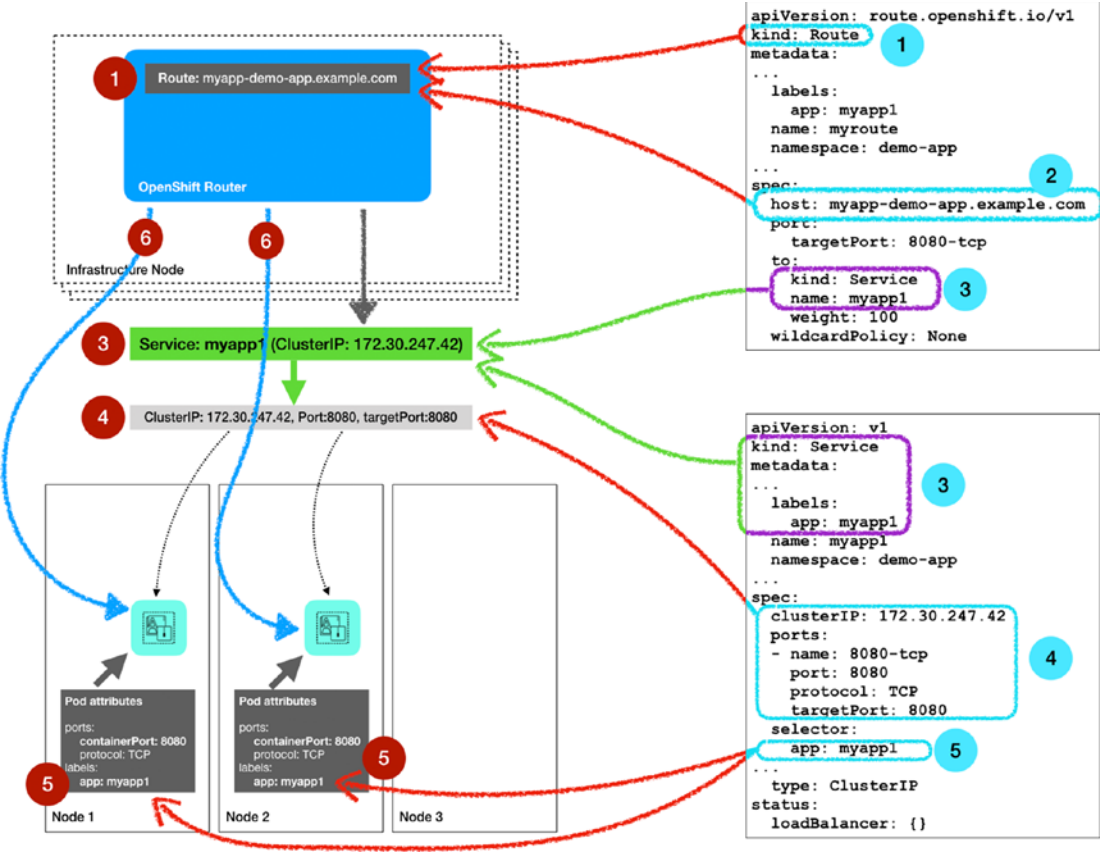 1
Route: myapp-demo-app.example.com
OpenShift Router
6
6
Infrastructure Node
3
Service: myapp1 (ClusterIP: 172.30.247.42)
4
ClusterIP: 172.30.247.42, Port:8080, targetPort:8080
Pod attributes
ports:
containerPort: 8080
protocol: TCP
labels:
app: myapp1
5
Node 1
Pod attributes
ports:
containerPort: 8080
protocol: TCP
labels:
app: myapp1
5
Node 2
Node 3
apiVersion: route.openshift.io/v1
kind: Route
1
metadata:
...
labels:
app: myapp1
name: myroute
namespace: demo-app
...
2
spec:
host: myapp-demo-app.example.com
port:
targetPort: 8080-tcp
to:
kind: Service
name: myapp1
3
weight: 100
wildcardPolicy: None
apiVersion: v1
kind: Service
metadata:
...
3
labels:
app: myapp1
name: myapp1
namespace: demo-app
...
spec:
clusterIP: 172.30.247.42
ports:
- name: 8080-tcp
4
port: 8080
protocol: TCP
targetPort: 8080
selector:
app: myapp1
5
...
type: ClusterIP
status:
loadBalancer: {}